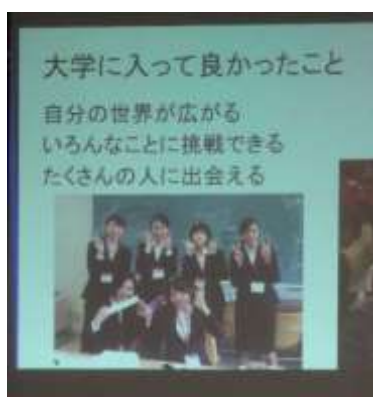 大学に入って良かったこと
自分の世界が広がる
いろんなことに挑戦できる
たくさんの人に出会える